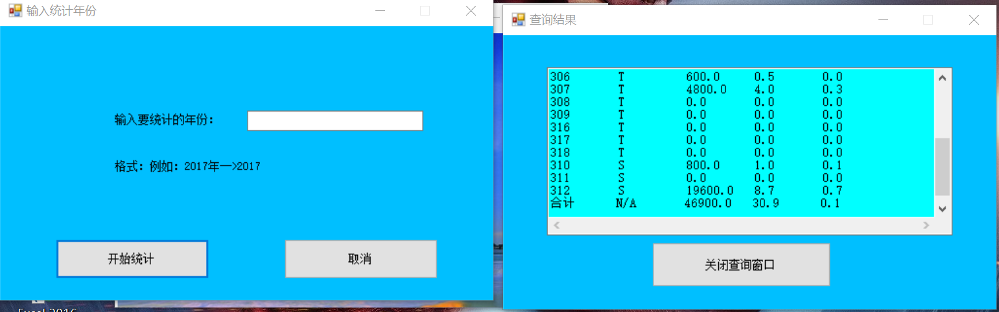 输入统计年份
输入要统计的年份：
格式：例如：2017年—>2017
开始统计
取消
查询结果
306 T 600.0 0.5 0.0
307 T 4800.0 4.0 0.3
308 T 0.0 0.0 0.0
309 T 0.0 0.0 0.0
316 T 0.0 0.0 0.0
317 T 0.0 0.0 0.0
318 T 0.0 0.0 0.0
310 S 800.0 1.0 0.1
311 S 0.0 0.0 0.0
312 S 19600.0 8.7 0.7
合计 N/A 46900.0 30.9 0.1
关闭查询窗口
Excel 2016